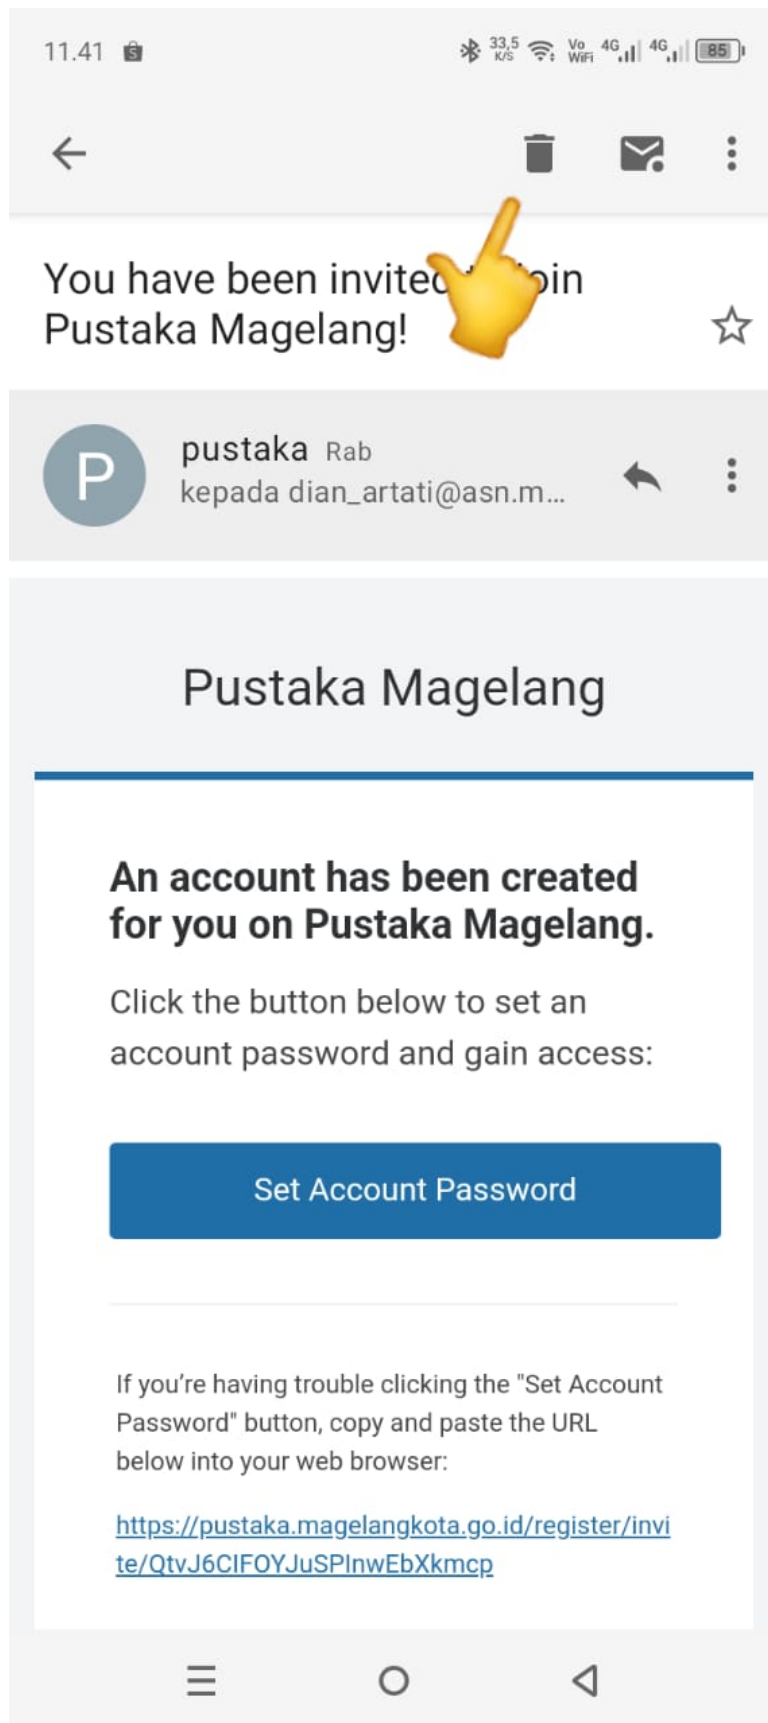 11.41
33,5
K/S
Vo
WiFi
4G
4G
85
You have been invited join
Pustaka Magelang!
P
pustaka Rab
kepada dian_artati@asn.m...
Pustaka Magelang
An account has been created
for you on Pustaka Magelang.
Click the button below to set an
account password and gain access:
Set Account Password
If you're having trouble clicking the "Set Account
Password" button, copy and paste the URL
below into your web browser:
https://pustaka.magelangkota.go.id/register/invi
te/QtvJ6CIFOYJuSPInwEbXkmcp